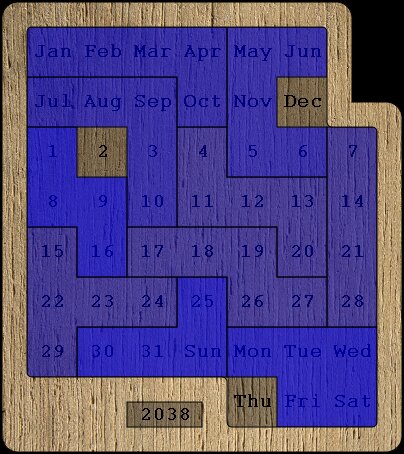 Jan Feb Mar Apr May Jun
Jul Aug Sep Oct Nov Dec
1 2 3 4 5 6 7
8 9 10 11 12 13 14
15 16 17 18 19 20 21
22 23 24 25 26 27 28
29 30 31 Sun Mon Tue Wed
2038 Thu Fri Sat